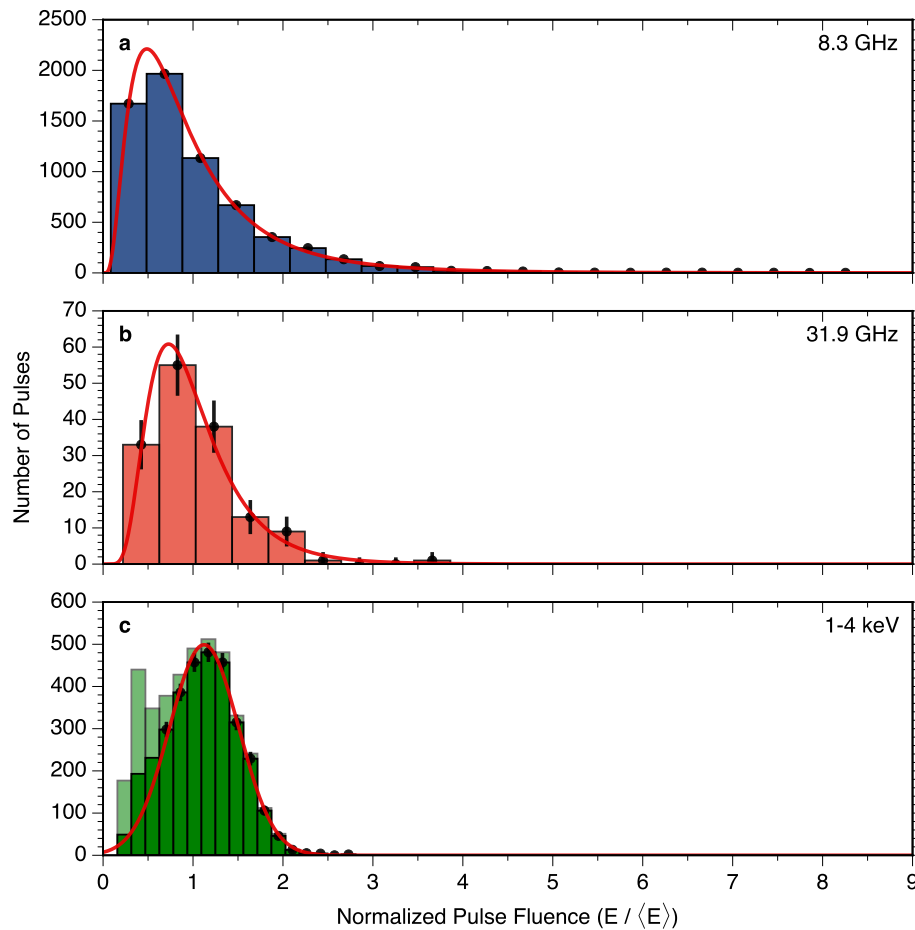 2500
a
8.3 GHz
2000
1500
1000
500
0
70
b
31.9 GHz
60
50
40
30
20
10
0
Number of Pulses
600
c
1-4 keV
500
400
300
200
100
0
0 1 2 3 4 5 6 7 8 9
Normalized Pulse Fluence (E / ⟨E⟩)